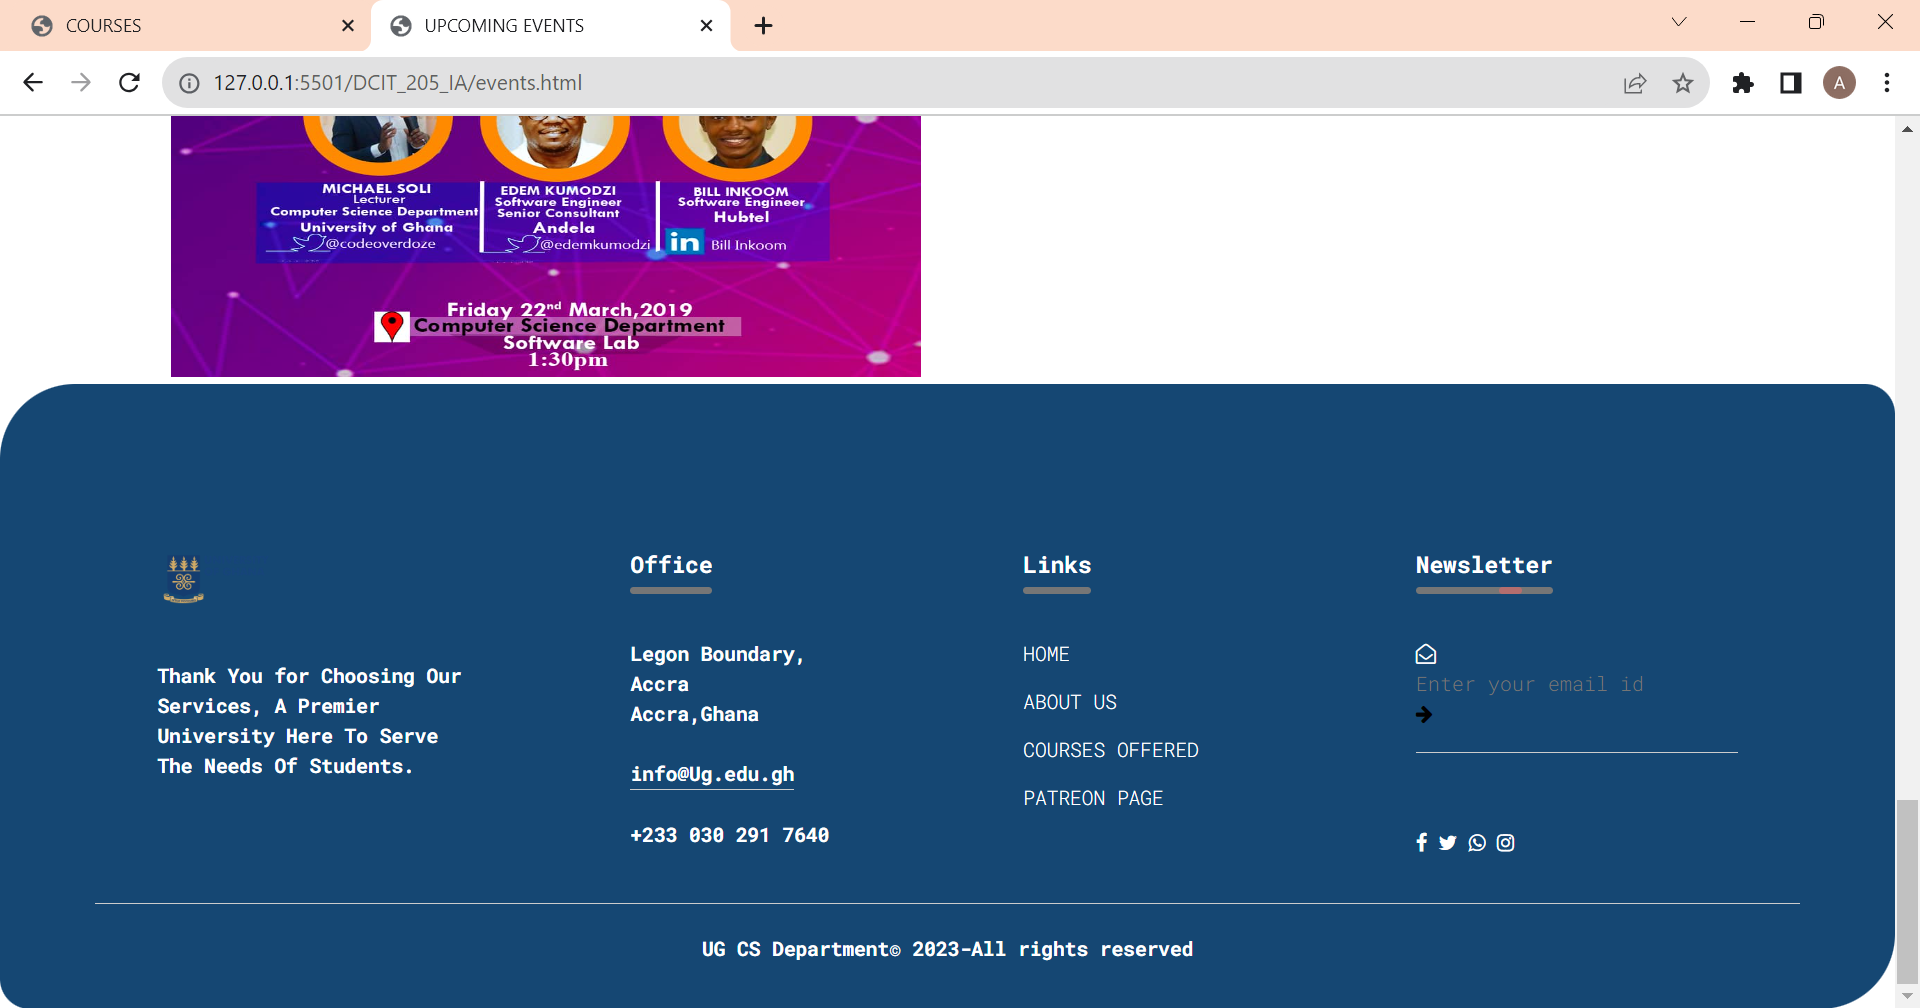 COURSES
UPCOMING EVENTS
127.0.0.1:5501/DCIT_205_IA/events.html
A
MICHAEL SOLI
Lecturer
Computer Science Department
University of Ghana
@codeoverdoze
EDEM KUMODZI
Software Engineer
Senior Consultant
Andela
@edemkumodzi
BILL INKOOM
Software Engineer
Hubtel
in Bill Inkoom
Friday 22nd March,2019
Computer Science Department
Software Lab
1:30pm
Thank You for Choosing Our
Services, A Premier
University Here To Serve
The Needs Of Students.
Office
Legon Boundary,
Accra
Accra,Ghana
info@Ug.edu.gh
+233 030 291 7640
Links
HOME
ABOUT US
COURSES OFFERED
PATREON PAGE
Newsletter
Enter your email id
UG CS Department© 2023-All rights reserved